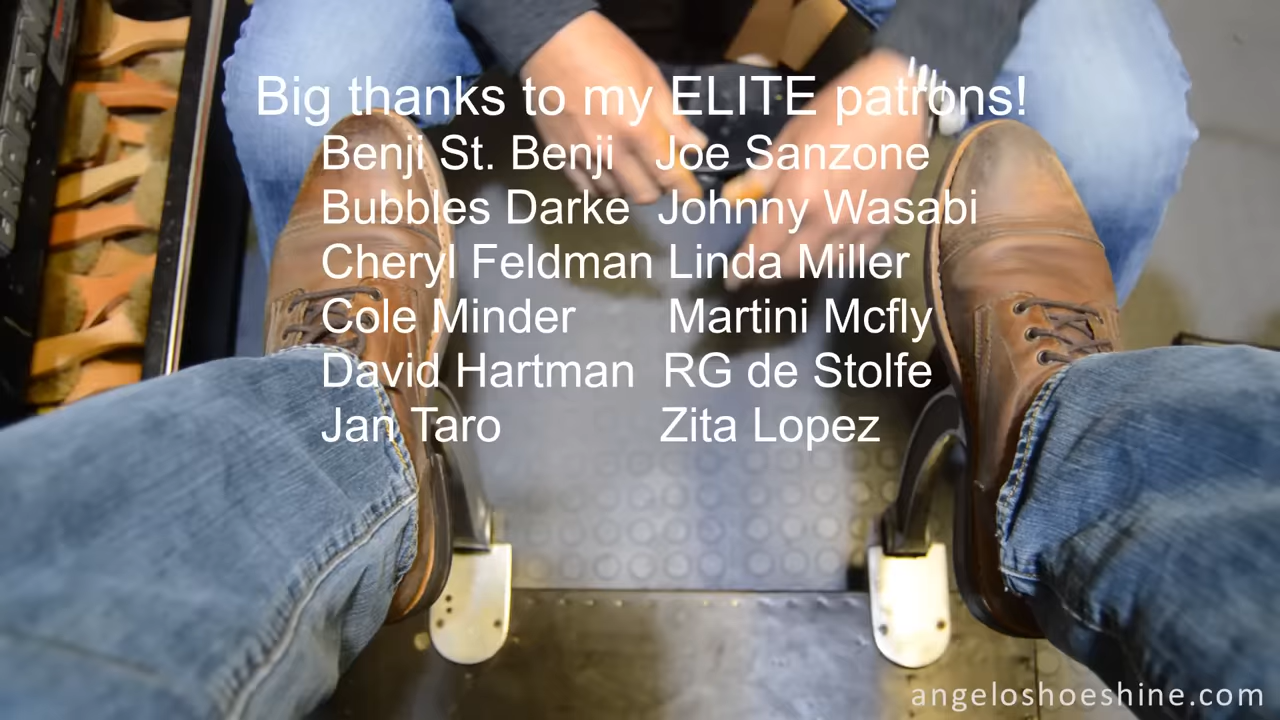 Big thanks to my ELITE patrons!
Benji St. Benji Joe Sanzone
Bubbles Darke Johnny Wasabi
Cheryl Feldman Linda Miller
Cole Minder Martini Mcfly
David Hartman RG de Stolfe
Jan Taro Zita Lopez
angeloshoeshine.com